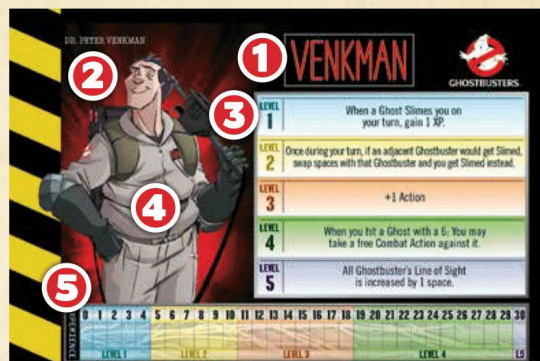 DR. PETER VENKMAN
1
VENKMAN
GHOSTBUSTERS
2
3
LEVEL
1
When a Ghost Slimes you on
your turn, gain 1 XP.
LEVEL
2
Once during your turn, if an adjacent Ghostbuster would get Slimed,
swap spaces with that Ghostbuster and you get Slimed instead.
LEVEL
3
+1 Action
4
LEVEL
4
When you hit a Ghost with a 6: You may
take a free Combat Action against it.
LEVEL
5
All Ghostbuster's Line of Sight
is increased by 1 space.
5
EXPERIENCE
0 1 2 3 4 5 6 7 8 9 10 11 12 13 14 15 16 17 18 19 20 21 22 23 24 25 26 27 28 29 30
LEVEL 1 LEVEL 2 LEVEL 3 LEVEL 4 L5